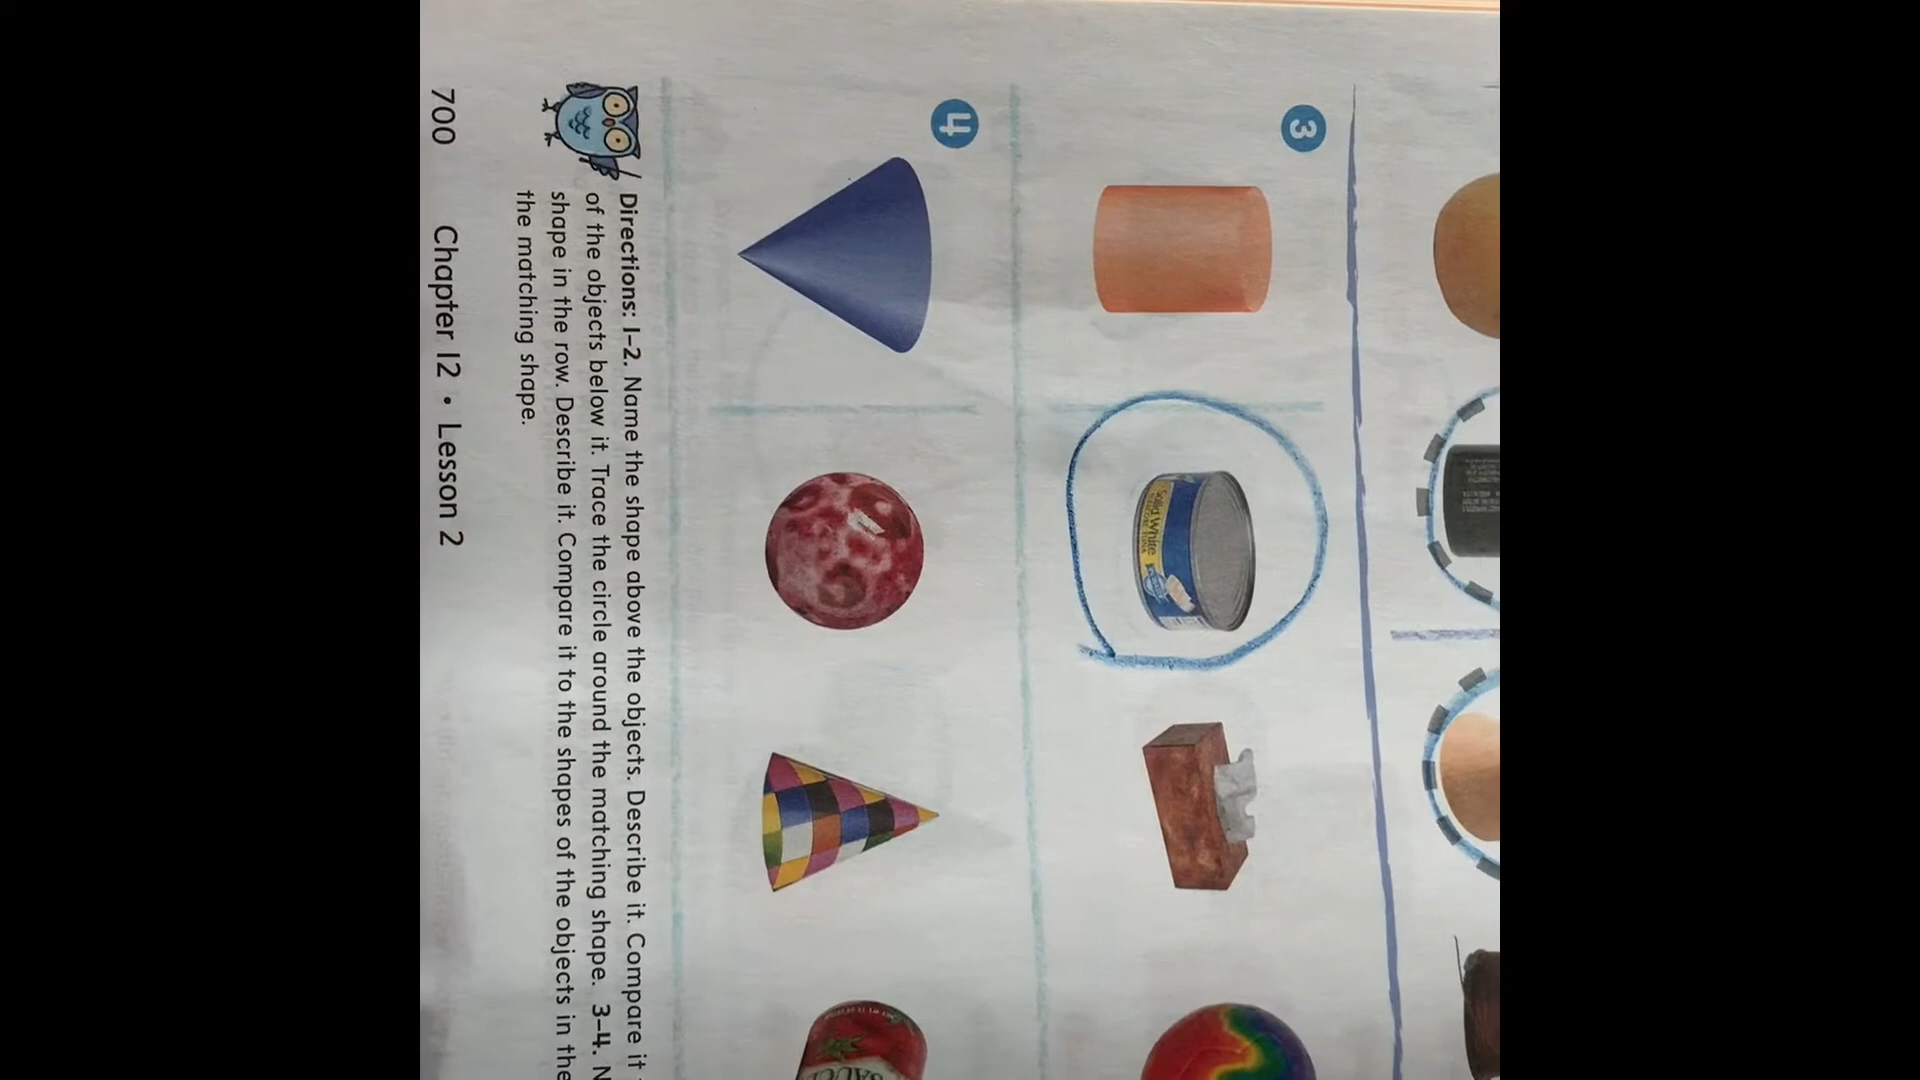 3
4
Solid White
TUNA
SAUCE
Directions: 1–2. Name the shape above the objects. Describe it. Compare it
of the objects below it. Trace the circle around the matching shape. 3–4. N
shape in the row. Describe it. Compare it to the shapes of the objects in the
the matching shape.
700 Chapter 12 • Lesson 2